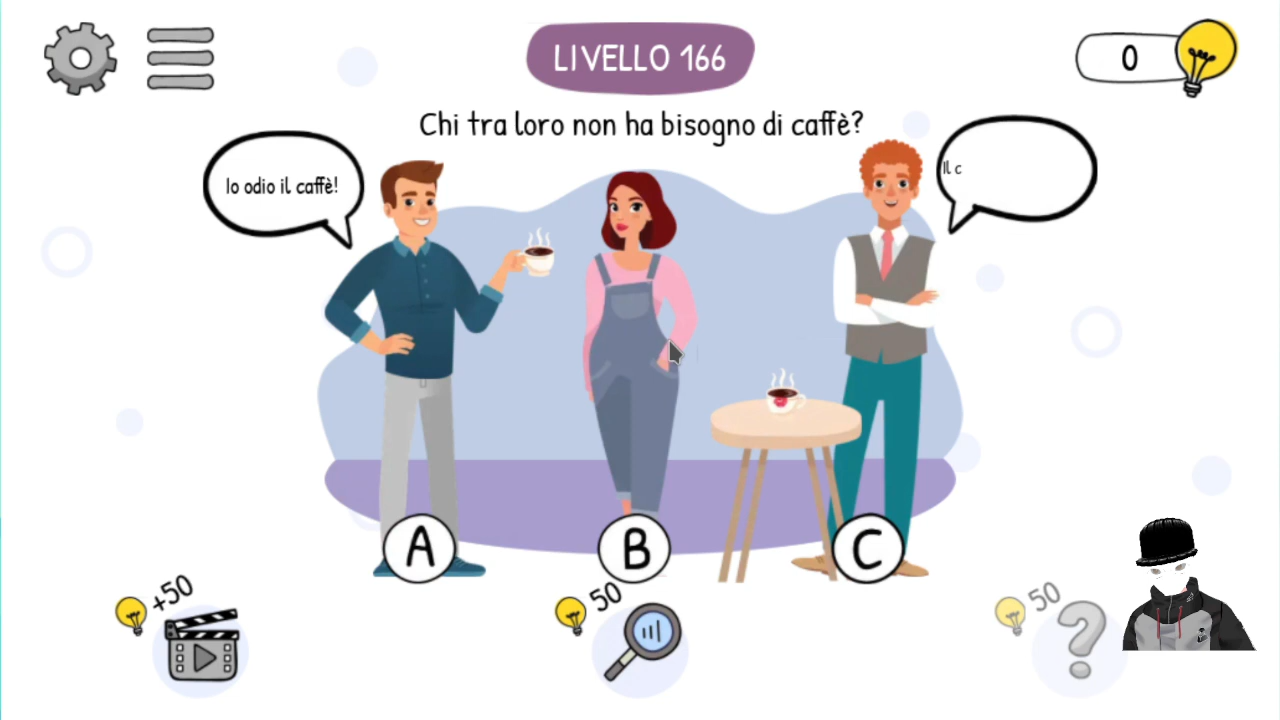 LIVELLO 166
0
Chi tra loro non ha bisogno di caffè?
Io odio il caffè!
Il c
A
B
C
+50
50
50
?